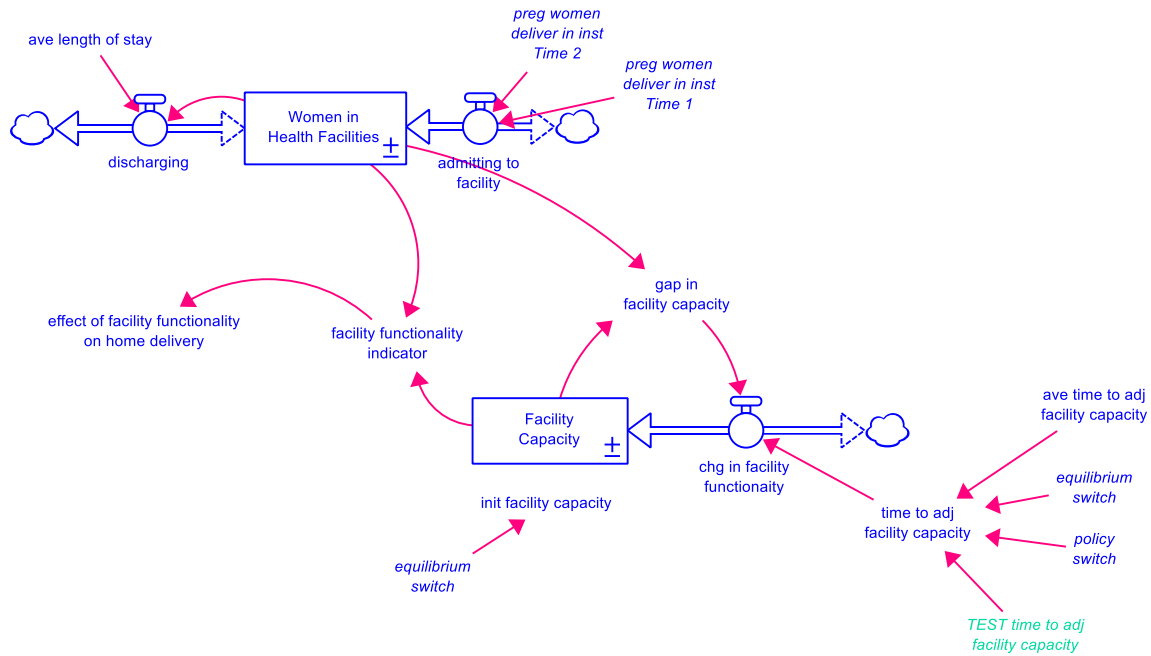 preg women
deliver in inst
Time 2
ave length of stay
preg women
deliver in inst
Time 1
Women in
Health Facilities
±
discharging
admitting to
facility
gap in
facility capacity
effect of facility functionality
on home delivery
facility functionality
indicator
ave time to adj
facility capacity
Facility
Capacity
±
chg in facility
functionaity
equilibrium
switch
init facility capacity
time to adj
facility capacity
policy
switch
equilibrium
switch
TEST time to adj
facility capacity